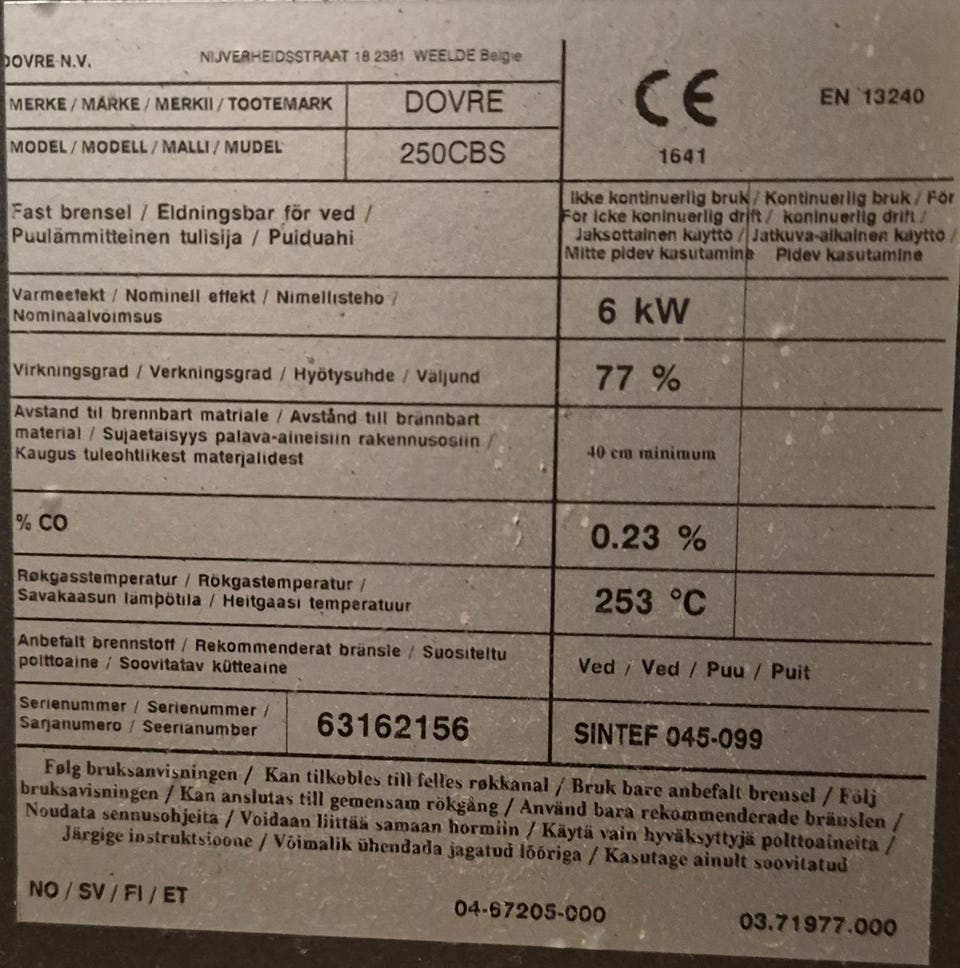 DOVRE N.V. NIJVERHEIDSSTRAAT 18 2381 WEELDE Belgie
MERKE / MÄRKE / MERKII / TOOTEMARK DOVRE
MODEL / MODELL / MALLI / MUDEL 250CBS
CE EN 13240
1641
Fast brensel / Eldningsbar för ved /
Puulämmitteinen tulisija / Puiduahi
Ikke kontinuerlig bruk / Kontinuerlig bruk / För
För icke koninuerlig drift / koninuerlig drift /
Jaksottainen käyttö / Jatkuva-aikainen käyttö /
Mitte pidev kasutamine Pidev kasutamine
Varmeefekt / Nominell effekt / Nimellisteho /
Nominaalvoimsus
6 kW
Virkningsgrad / Verkningsgrad / Hyötysuhde / Väljund
77 %
Avstand til brennbart matriale / Avstånd till brännbart
material / Sujaetäisyys palava-aineisiin rakennusosiin /
Kaugus tuleohtlikest materjalidest
40 cm minimum
% CO
0.23 %
Røkgasstemperatur / Rökgastemperatur /
Savakaasun lämpötila / Heitgaasi temperatuur
253 °C
Anbefalt brennstoff / Rekommenderat bränsle / Suositeltu
polttoaine / Soovitatav kütteaine
Ved / Ved / Puu / Puit
Serienummer / Serienummer /
Sarjanumero / Seerianumber
63162156
SINTEF 045-099
Følg bruksanvisningen / Kan tilkobles till felles røkkanal / Bruk bare anbefalt brensel / Följ
bruksavisningen / Kan anslutas till gemensam rökgång / Använd bara rekommenderade bränslen /
Noudata sennusohjeita / Voidaan liittää samaan hormiin / Käytä vain hyväksyttyjä polttoaineita /
Järgige instruktsioone / Võimalik ühendada jagatud lõõriga / Kasutage ainult soovitatud
NO / SV / FI / ET
04-67205-000
03.71977.000